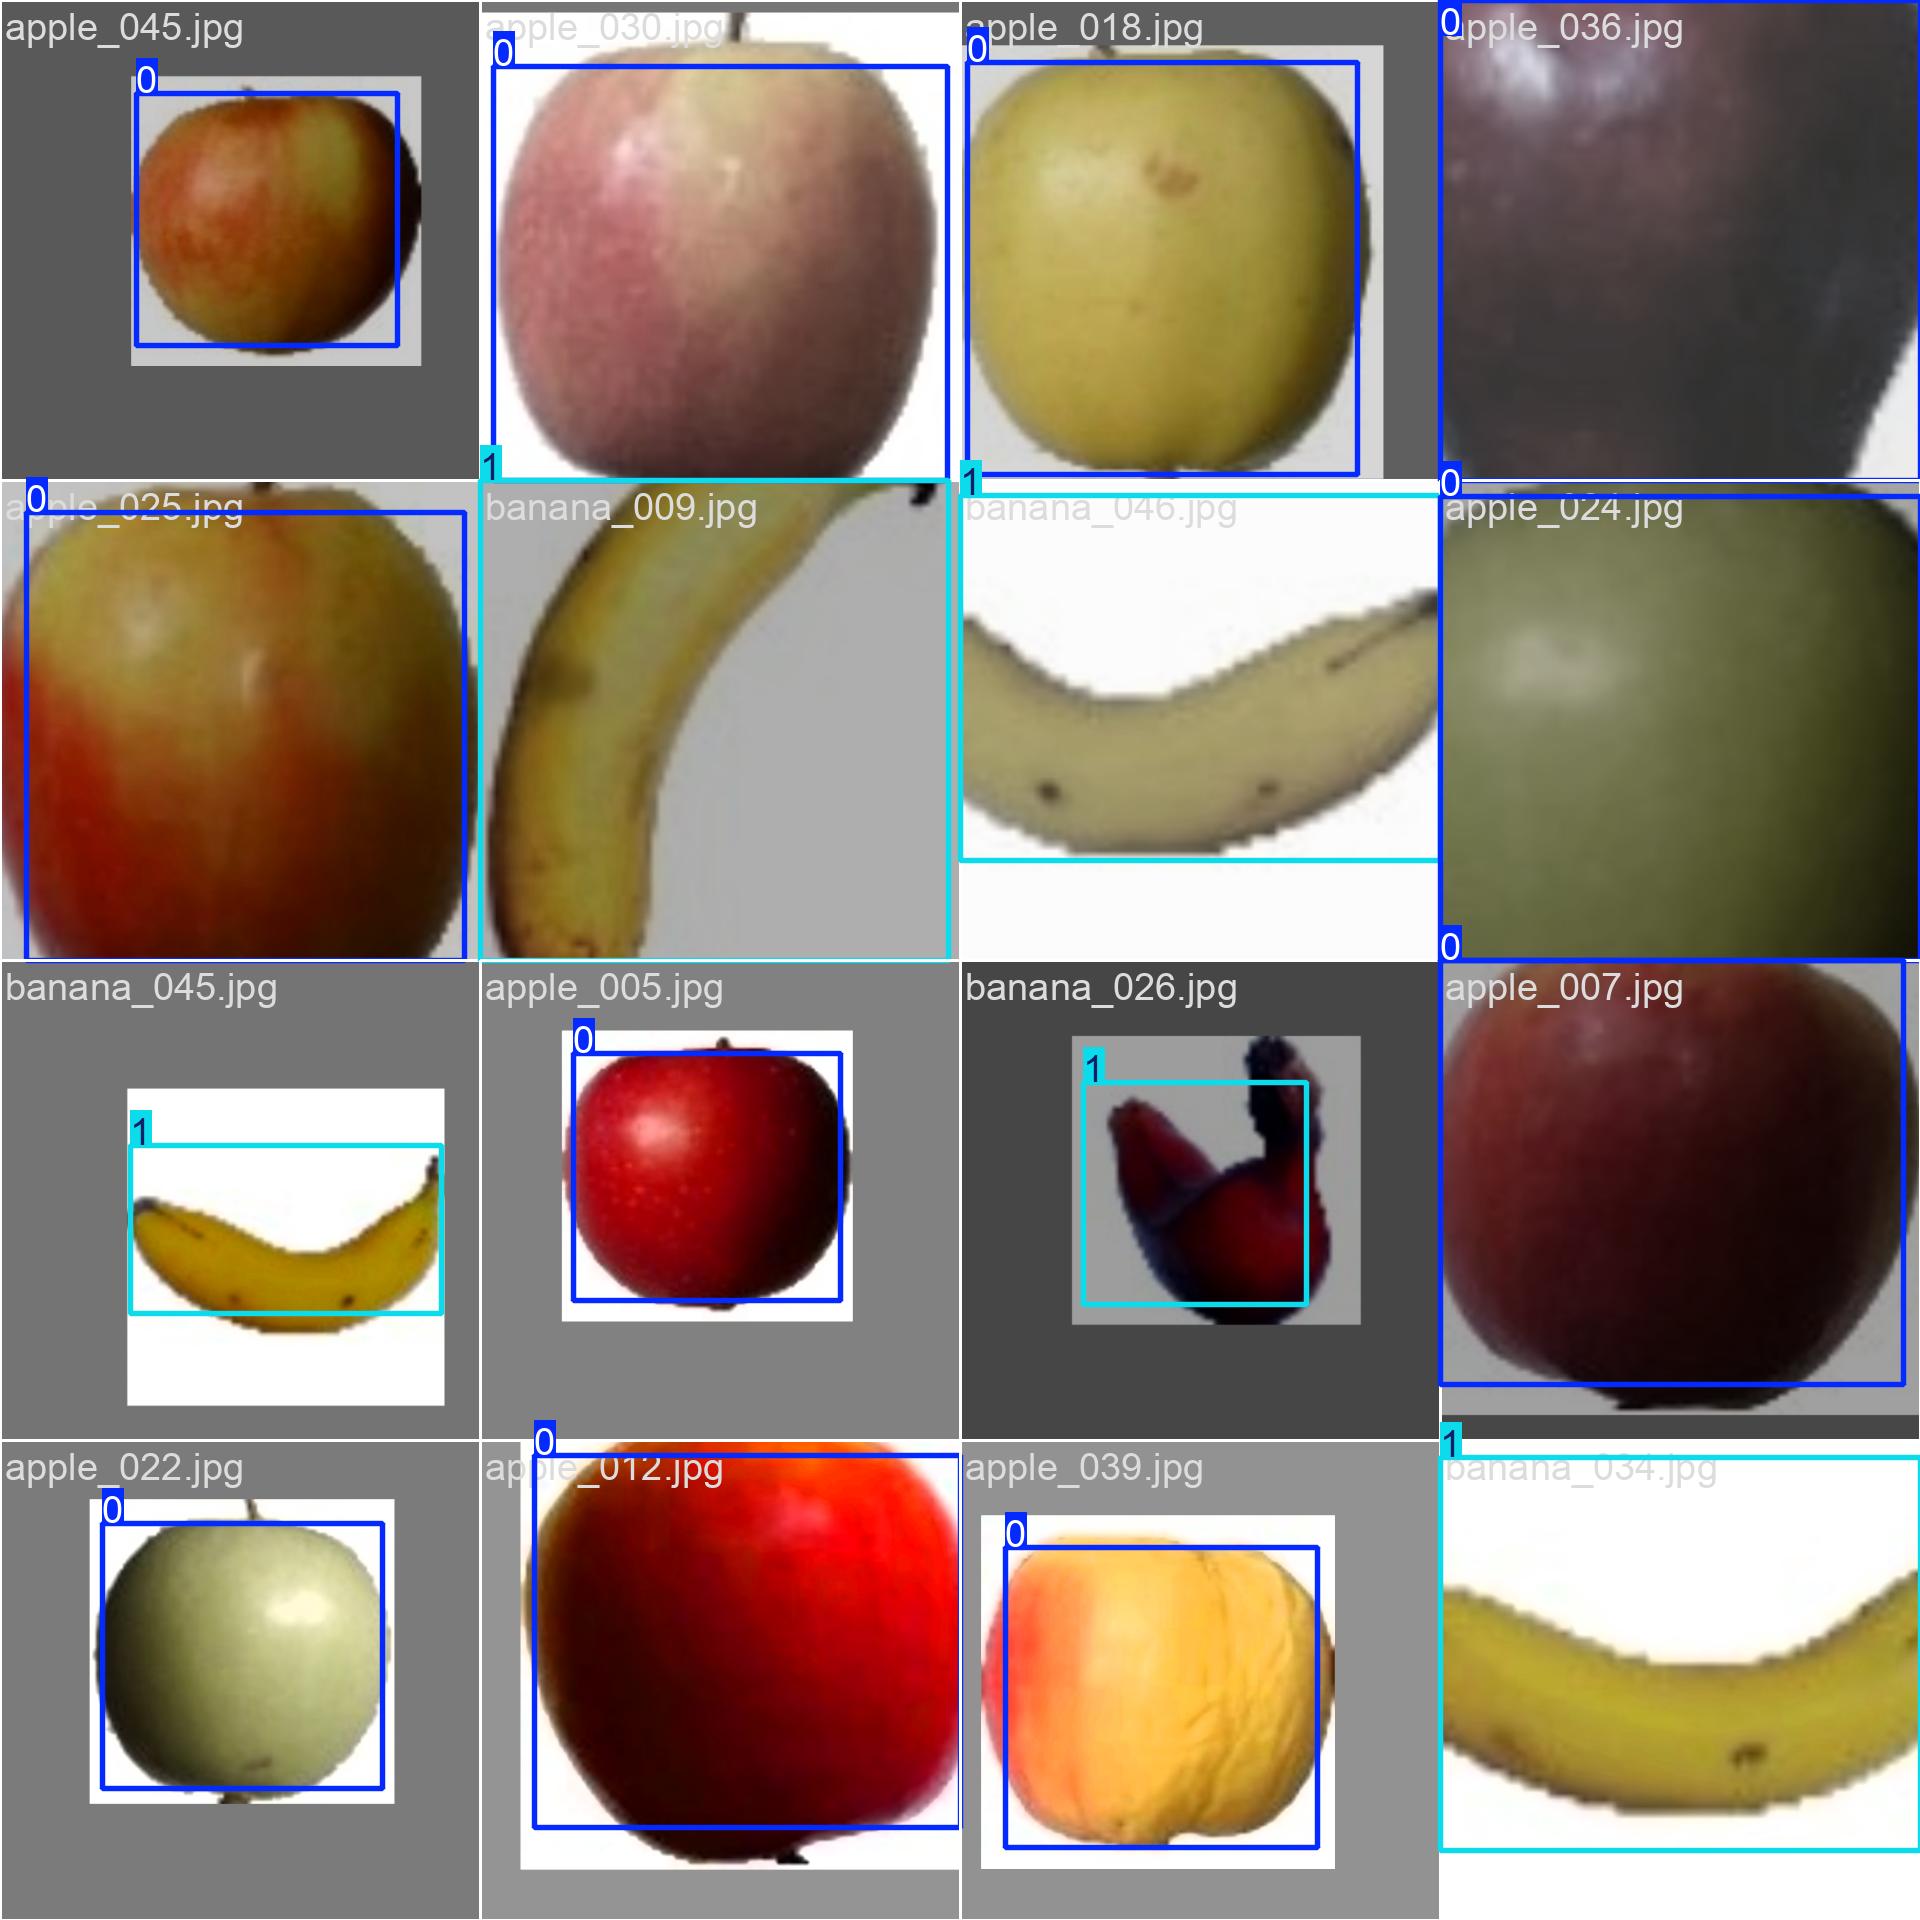 apple_045.jpg
0
apple_030.jpg
0
apple_018.jpg
0
apple_036.jpg
0
apple_025.jpg
0
banana_009.jpg
1
banana_046.jpg
1
apple_024.jpg
0
banana_045.jpg
1
apple_005.jpg
0
banana_026.jpg
1
apple_007.jpg
0
apple_022.jpg
0
apple_012.jpg
0
apple_039.jpg
0
banana_034.jpg
1